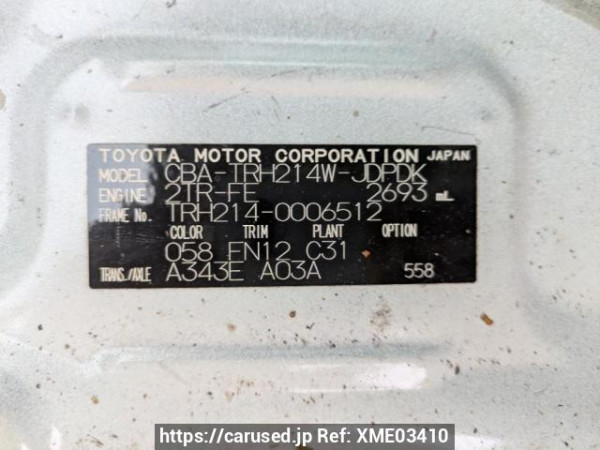 TOYOTA MOTOR CORPORATION JAPAN
MODEL CBA-TRH214W-JDPDK
ENGINE 2TR-FE 2693 mL
FRAME No. TRH214-0006512
COLOR TRIM PLANT OPTION
058 FN12 C31
TRANS./AXLE A343E A03A 558
https://carused.jp Ref: XME03410